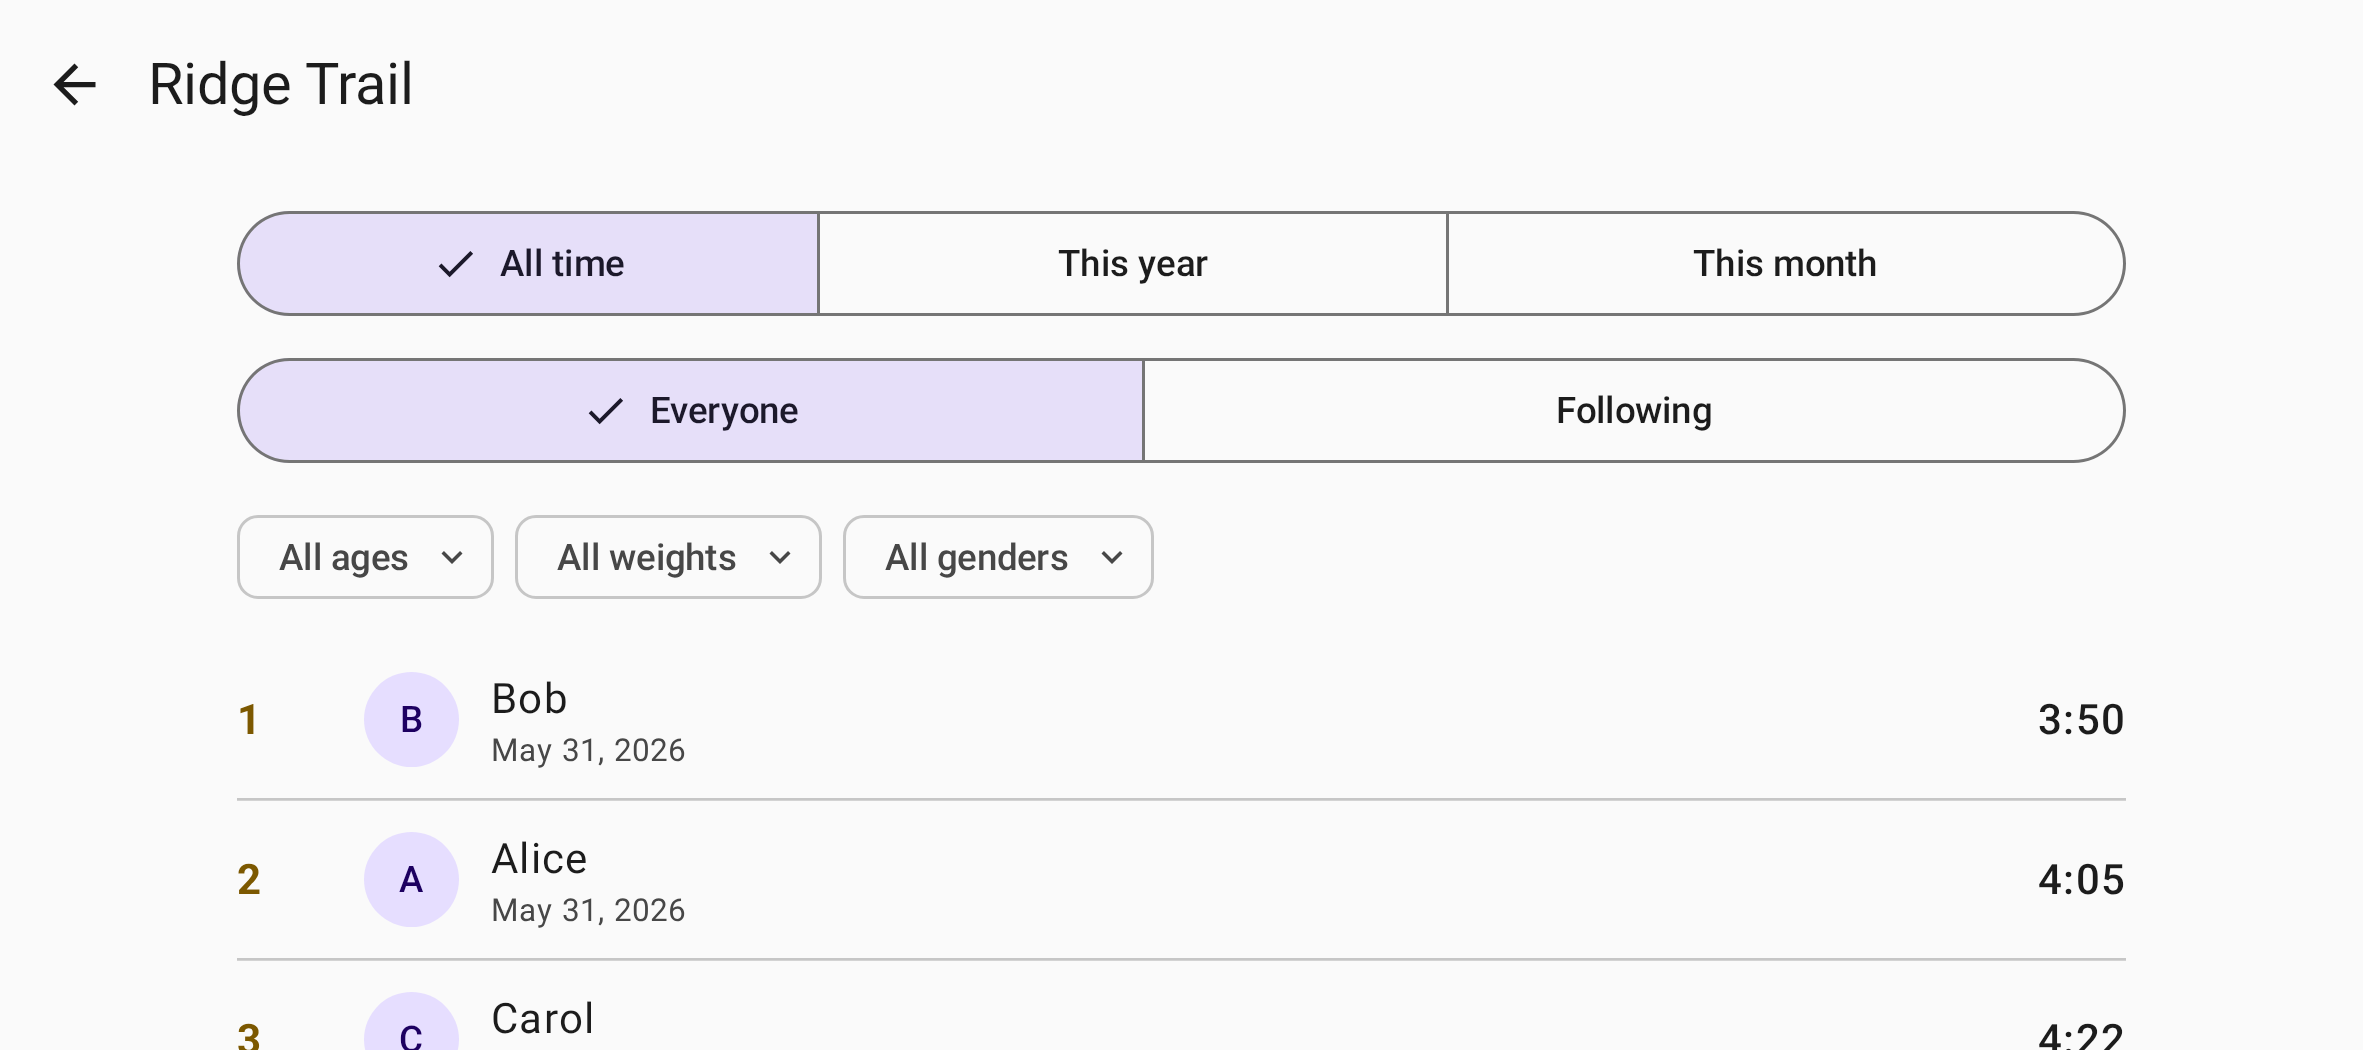 Ridge Trail
All time
This year
This month
Everyone
Following
All ages
All weights
All genders
1
B
Bob
May 31, 2026
3:50
2
A
Alice
May 31, 2026
4:05
3
C
Carol
4:22